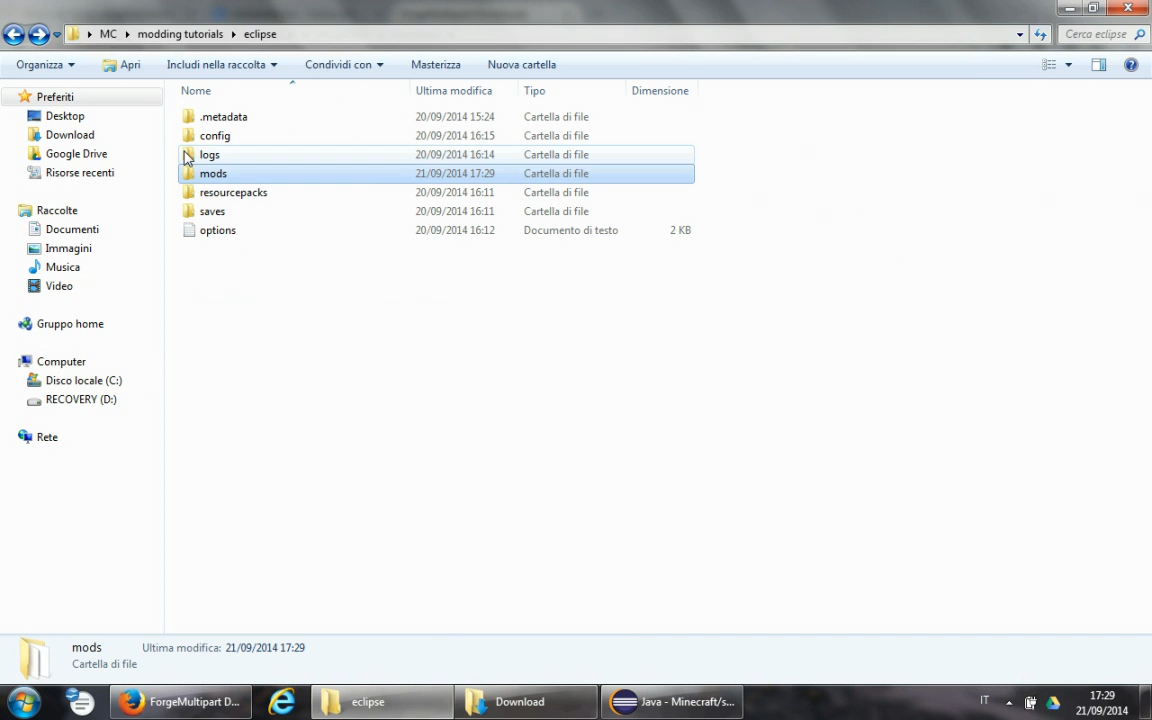 MC modding tutorials eclipse Cerca eclipse
Organizza Apri Includi nella raccolta Condividi con Masterizza Nuova cartella
Preferiti
Desktop
Download
Google Drive
Risorse recenti
Raccolte
Documenti
Immagini
Musica
Video
Gruppo home
Computer
Disco locale (C:)
RECOVERY (D:)
Rete
Nome Ultima modifica Tipo Dimensione
.metadata 20/09/2014 15:24 Cartella di file
config 20/09/2014 16:15 Cartella di file
logs 20/09/2014 16:14 Cartella di file
mods 21/09/2014 17:29 Cartella di file
resourcepacks 20/09/2014 16:11 Cartella di file
saves 20/09/2014 16:11 Cartella di file
options 20/09/2014 16:12 Documento di testo 2 KB
mods Ultima modifica: 21/09/2014 17:29
Cartella di file
ForgeMultipart D... eclipse Download Java - Minecraft/s... IT 17:29
21/09/2014